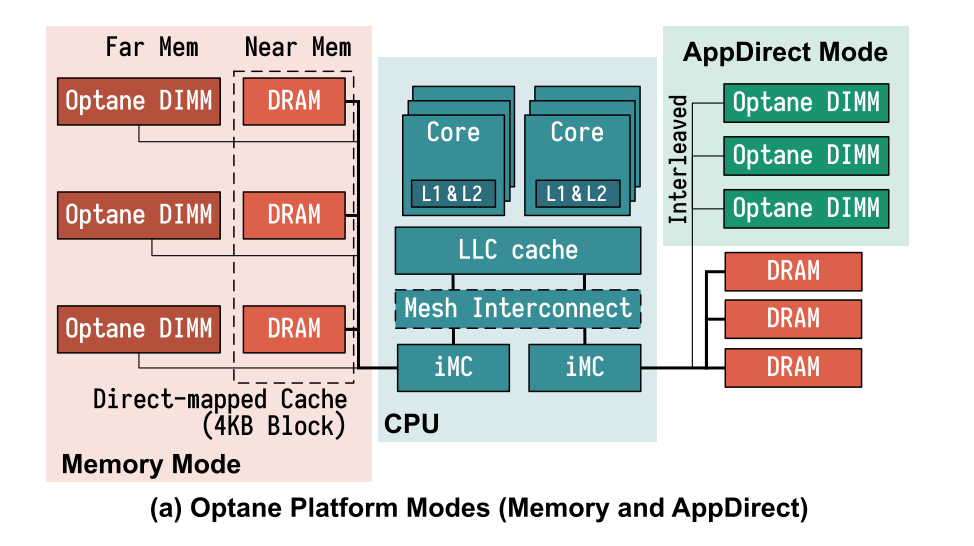 Far Mem
Near Mem
Optane DIMM
DRAM
Optane DIMM
DRAM
Optane DIMM
DRAM
Direct-mapped Cache
(4KB Block)
Memory Mode
Core
L1 & L2
Core
L1 & L2
LLC cache
Mesh Interconnect
iMC
iMC
CPU
AppDirect Mode
Interleaved
Optane DIMM
Optane DIMM
Optane DIMM
DRAM
DRAM
DRAM
(a) Optane Platform Modes (Memory and AppDirect)